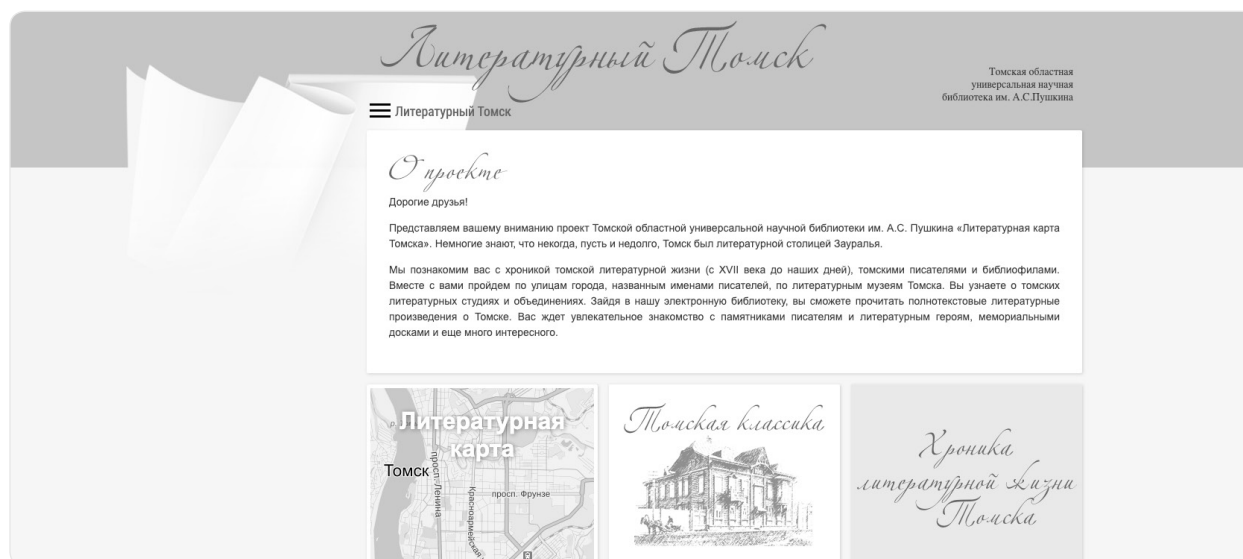 Литературный Томск
Томская областная
универсальная научная
библиотека им. А.С.Пушкина
Литературный Томск
О проекте
Дорогие друзья!
Представляем вашему вниманию проект Томской областной универсальной научной библиотеки им. А.С. Пушкина «Литературная карта
Томска». Немногие знают, что некогда, пусть и недолго, Томск был литературной столицей Зауралья.
Мы познакомим вас с хроникой томской литературной жизни (с XVII века до наших дней), томскими писателями и библиофилами.
Вместе с вами пройдем по улицам города, названным именами писателей, по литературным музеям Томска. Вы узнаете о томских
литературных студиях и объединениях. Зайдя в нашу электронную библиотеку, вы сможете прочитать полнотекстовые литературные
произведения о Томске. Вас ждет увлекательное знакомство с памятниками писателям и литературным героям, мемориальными
досками и еще много интересного.
Литературная
карта
Томск
просп. Ленина
Красноармейская
просп. Фрунзе
Томская классика
Хроника
литературной жизни
Томска